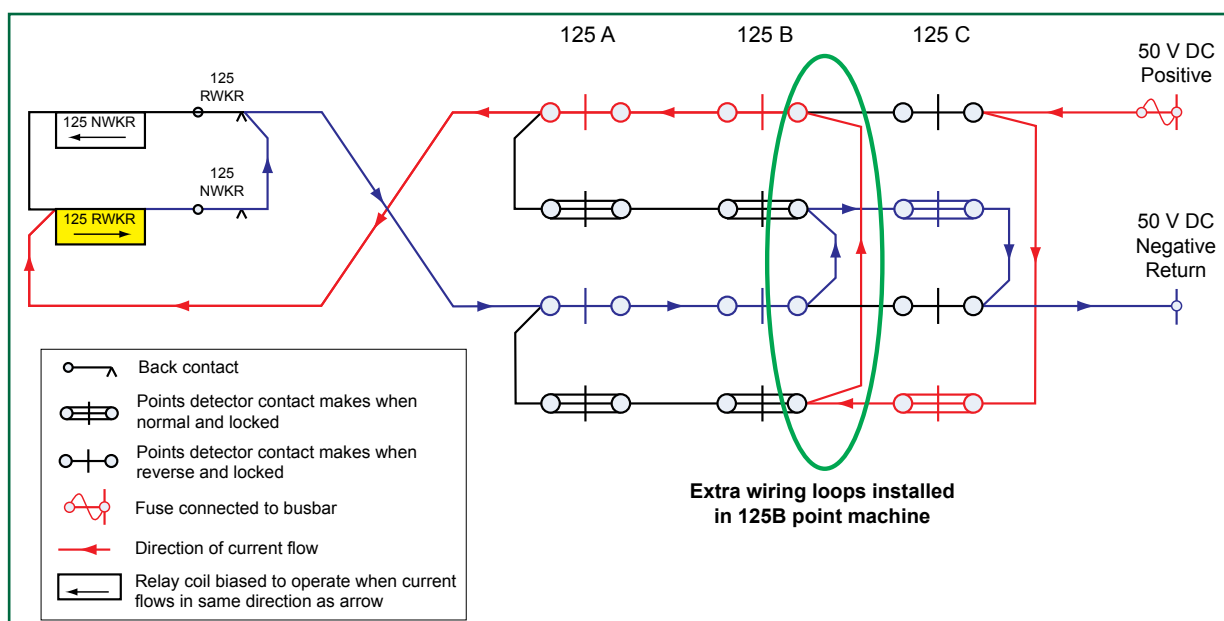 125 A
125 B
125 C
50 V DC
Positive
125
RWKR
125 NWKR
125
NWKR
125 RWKR
50 V DC
Negative
Return
Back contact
Points detector contact makes when
normal and locked
Points detector contact makes when
reverse and locked
Fuse connected to busbar
Direction of current flow
Relay coil biased to operate when current
flows in same direction as arrow
Extra wiring loops installed
in 125B point machine